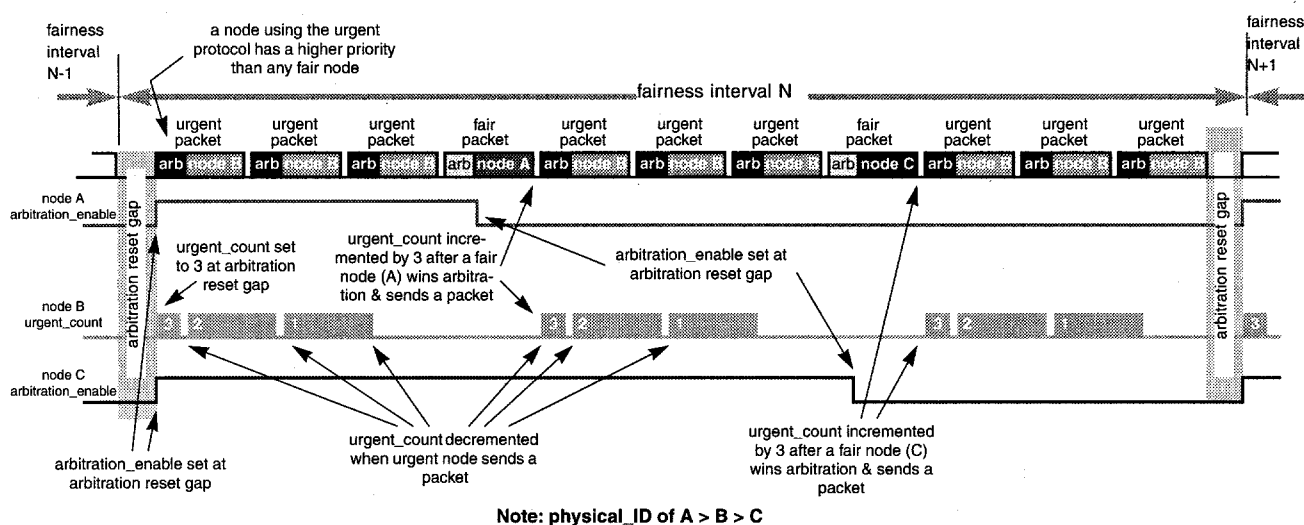 fairness
interval
N-1
a node using the urgent
protocol has a higher priority
than any fair node
fairness
interval
N+1
fairness interval N
urgent
packet
urgent
packet
urgent
packet
fair
packet
urgent
packet
urgent
packet
urgent
packet
fair
packet
urgent
packet
urgent
packet
urgent
packet
arb node B
arb node B
arb node B
arb node A
arb node B
arb node B
arb node B
arb node C
arb node B
arb node B
arb node B
node A
arbitration_enable
arbitration reset gap
urgent_count set
to 3 at arbitration
reset gap
urgent_count incre-
mented by 3 after a fair
node (A) wins arbitra-
tion & sends a packet
arbitration_enable set at
arbitration reset gap
arbitration reset gap
node B
urgent_count
3 2 1
3 2 1
3 2 1
3
node C
arbitration_enable
arbitration_enable set at
arbitration reset gap
urgent_count decremented
when urgent node sends a
packet
urgent_count incremented
by 3 after a fair node (C)
wins arbitration & sends a
packet
Note: physical_ID of A > B > C